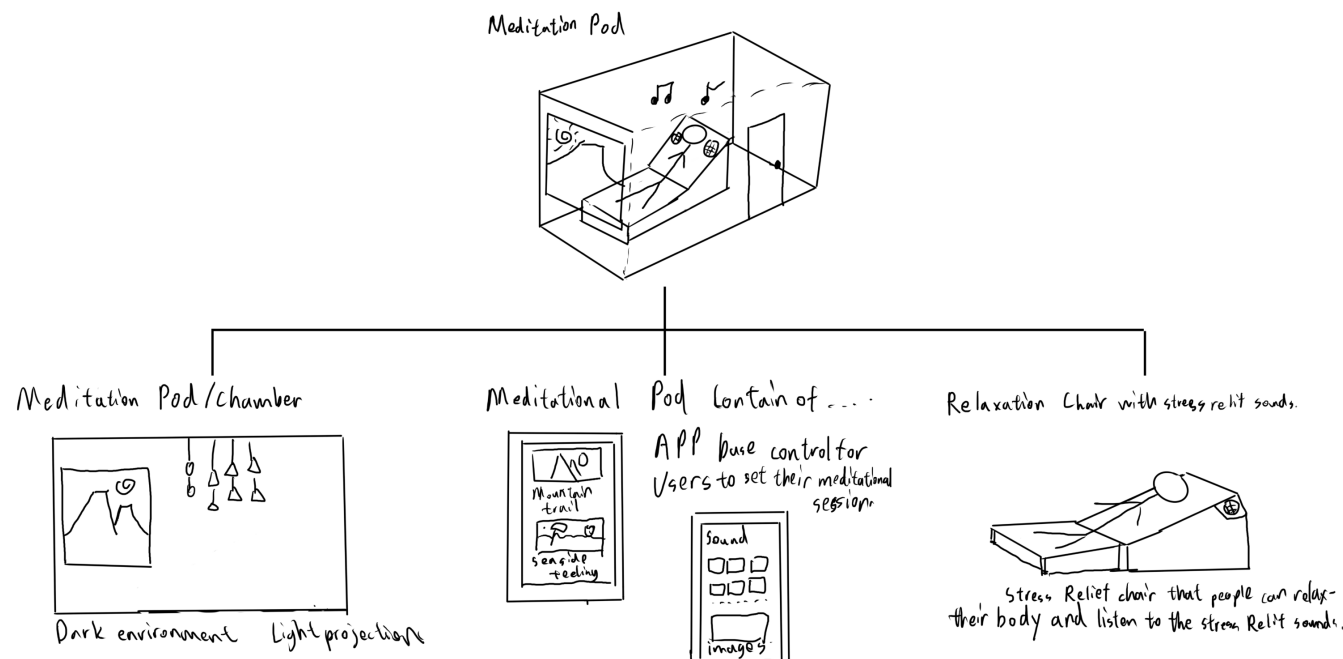 Meditation Pod
Meditation Pod/chamber
Dark environment Light projections
Meditational Pod Contain of ....
APP base control for
Users to set their meditational
session.
Mountain
trail
seaside
feeling
Sound
images
Relaxation Chair with stress relit sounds.
Stress Relief chair that people can relax-
their body and listen to the stress Relit sounds.